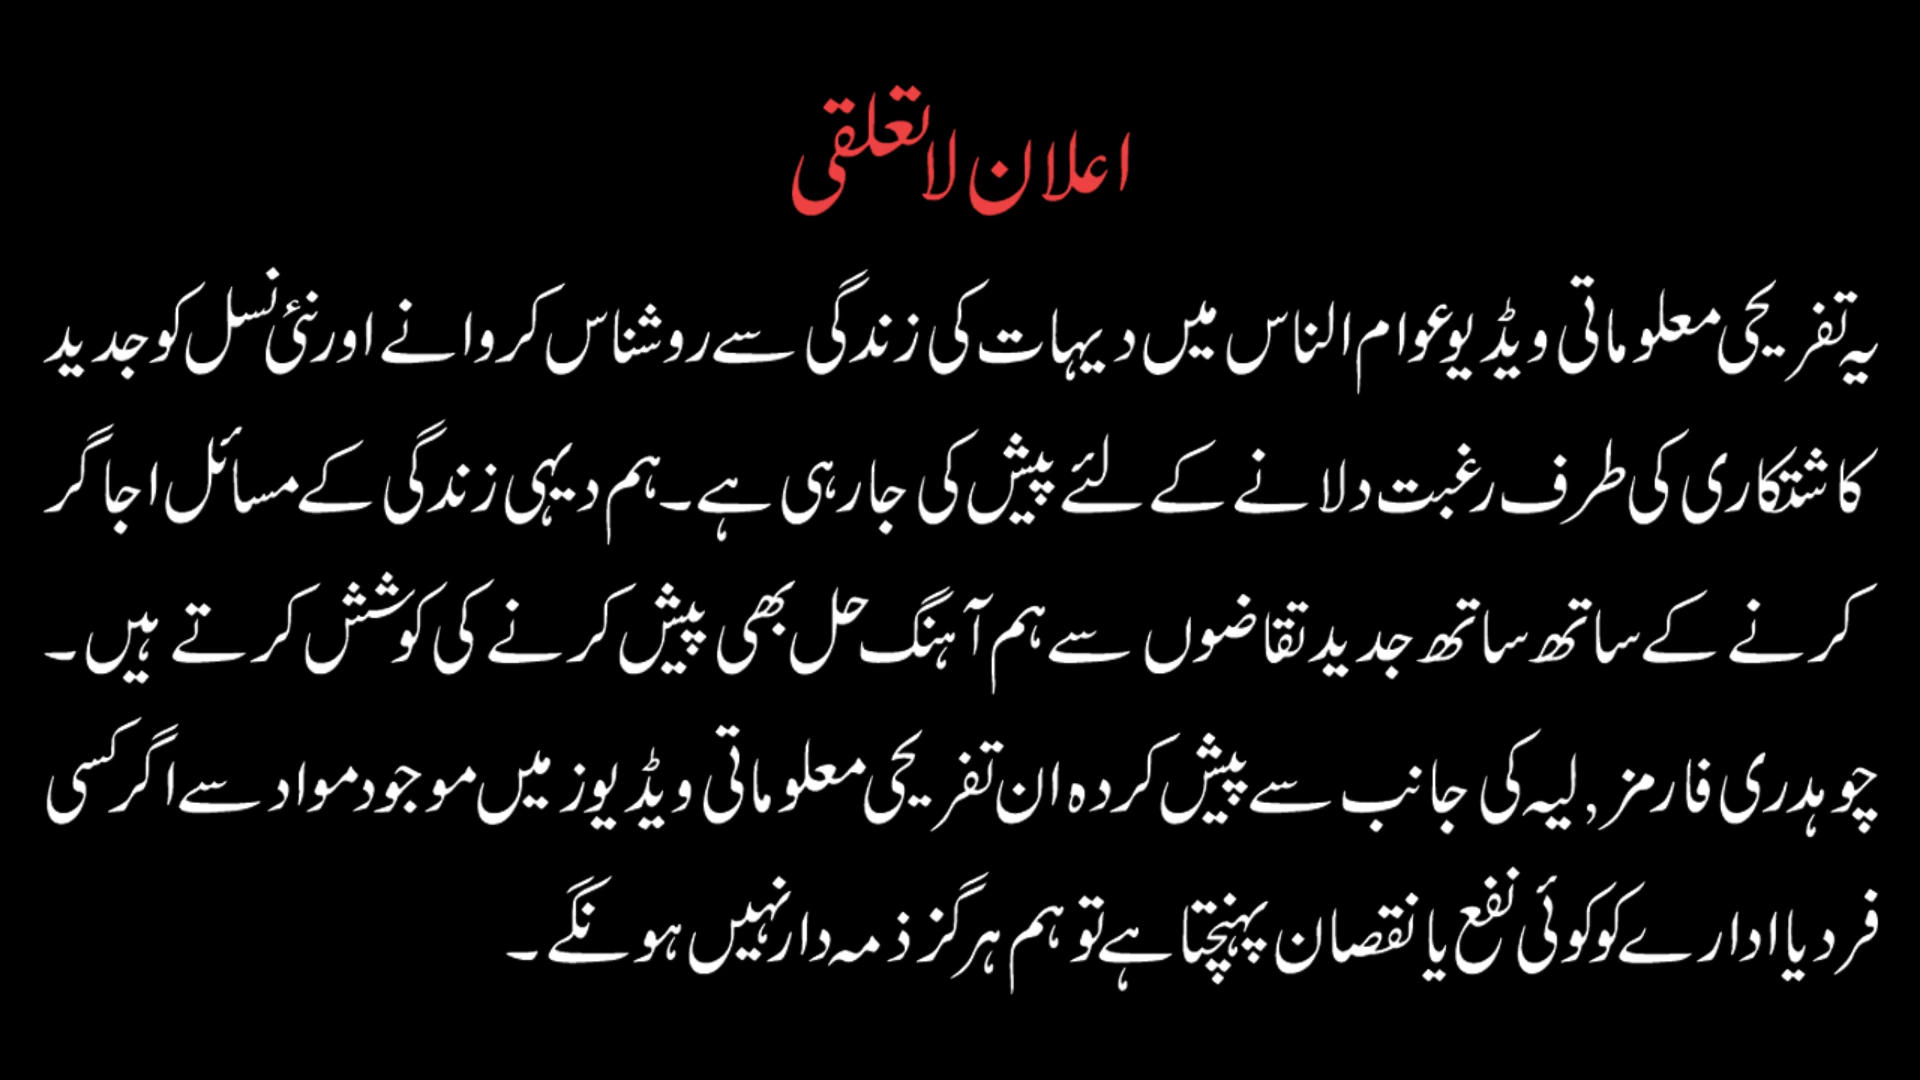 اعلان لا تعلقی
یہ تفریحی معلوماتی ویڈیو عوام الناس میں دیہات کی زندگی سے روشناس کروانے اور نئی نسل کو جدید
کاشتکاری کی طرف رغبت دلانے کے لئے پیش کی جارہی ہے۔ ہم دیہی زندگی کے مسائل اجاگر
کرنے کے ساتھ ساتھ جدید تقاضوں سے ہم آہنگ حل بھی پیش کرنے کی کوشش کرتے ہیں۔
چوہدری فارمز, لیہ کی جانب سے پیش کردہ ان تفریحی معلوماتی ویڈیوز میں موجود مواد سے اگر کسی
فرد یا ادارے کو کوئی نفع یا نقصان پہنچتا ہے تو ہم ہرگز ذمہ دار نہیں ہونگے۔